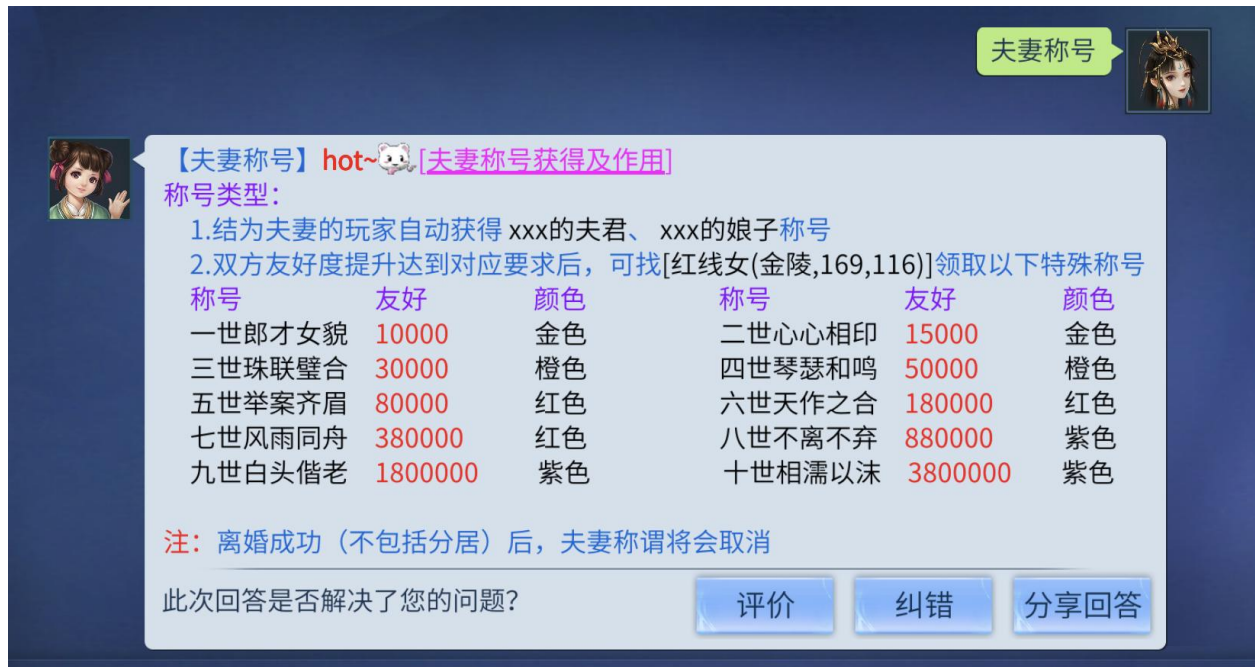 夫妻称号
【夫妻称号】hot~[夫妻称号获得及作用]
称号类型：
1.结为夫妻的玩家自动获得 xxx的夫君、 xxx的娘子称号
2.双方友好度提升达到对应要求后，可找[红线女(金陵,169,116)]领取以下特殊称号
称号 友好 颜色 称号 友好 颜色
一世郎才女貌 10000 金色 二世心心相印 15000 金色
三世珠联璧合 30000 橙色 四世琴瑟和鸣 50000 橙色
五世举案齐眉 80000 红色 六世天作之合 180000 红色
七世风雨同舟 380000 红色 八世不离不弃 880000 紫色
九世白头偕老 1800000 紫色 十世相濡以沫 3800000 紫色
注：离婚成功（不包括分居）后，夫妻称谓将会取消
此次回答是否解决了您的问题？ 评价 纠错 分享回答